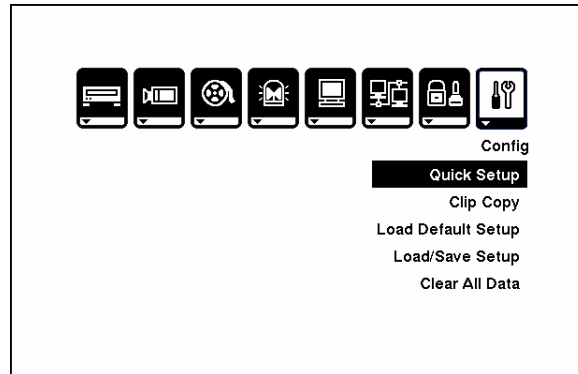 Config
Quick Setup
Clip Copy
Load Default Setup
Load/Save Setup
Clear All Data